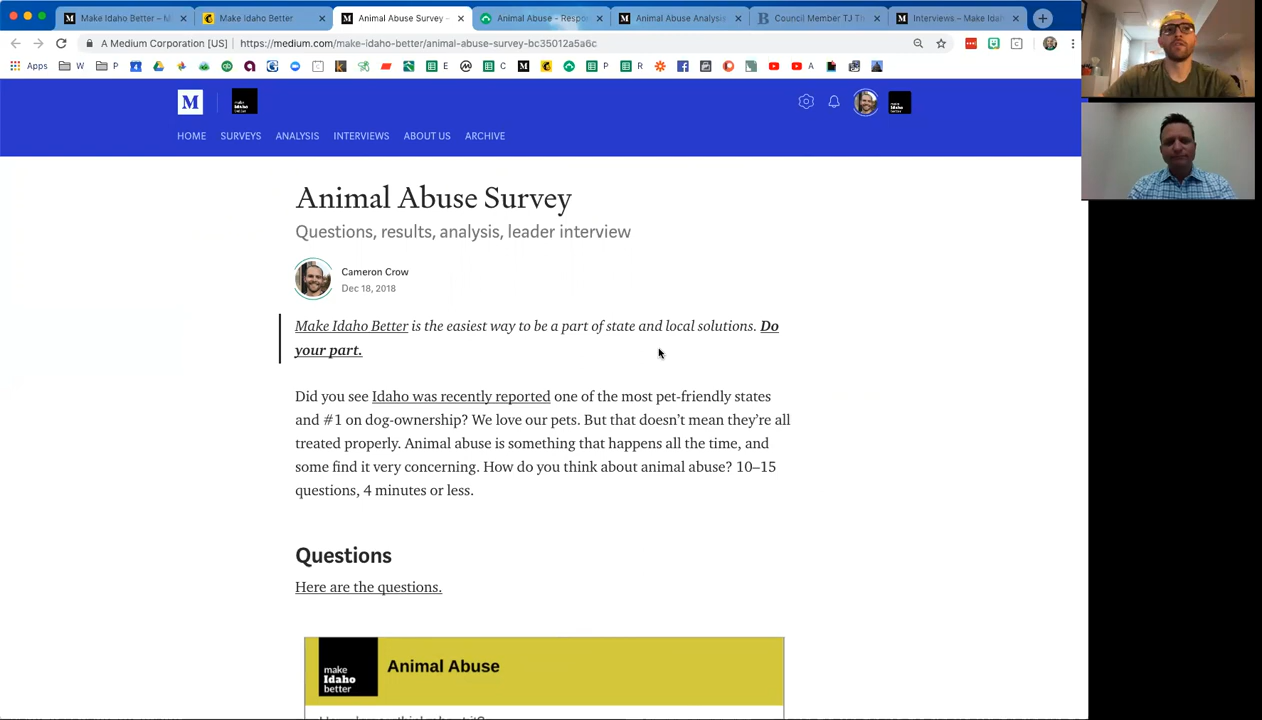 Make Idaho Better – M
Make Idaho Better
Animal Abuse Survey –
Animal Abuse - Respo
Animal Abuse Analysis
Council Member TJ Th
Interviews – Make Idah
A Medium Corporation [US] | https://medium.com/make-idaho-better/animal-abuse-survey-bc35012a5a6c
Apps W P E C P R A
M make Idaho better
HOME SURVEYS ANALYSIS INTERVIEWS ABOUT US ARCHIVE
Animal Abuse Survey
Questions, results, analysis, leader interview
Cameron Crow
Dec 18, 2018
Make Idaho Better is the easiest way to be a part of state and local solutions. Do
your part.
Did you see Idaho was recently reported one of the most pet-friendly states
and #1 on dog-ownership? We love our pets. But that doesn’t mean they’re all
treated properly. Animal abuse is something that happens all the time, and
some find it very concerning. How do you think about animal abuse? 10–15
questions, 4 minutes or less.
Questions
Here are the questions.
make
Idaho
better
Animal Abuse